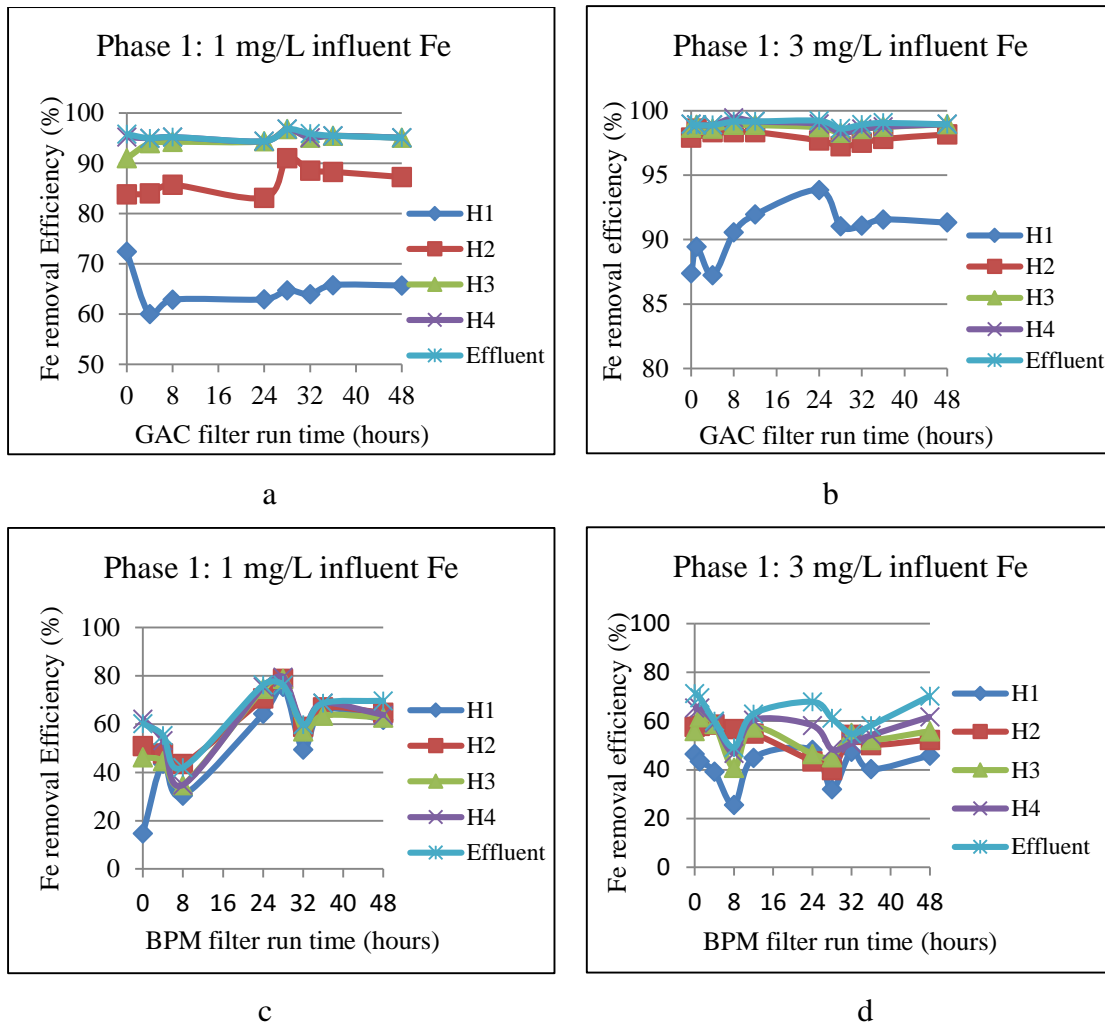 Phase 1: 1 mg/L influent Fe
Fe removal Efficiency (%)
100
90
80
70
60
50
0 8 16 24 32 40 48
GAC filter run time (hours)
H1
H2
H3
H4
Effluent
a
Phase 1: 3 mg/L influent Fe
Fe removal efficiency (%)
100
95
90
85
80
0 8 16 24 32 40 48
GAC filter run time (hours)
H1
H2
H3
H4
Effluent
b
Phase 1: 1 mg/L influent Fe
Fe removal Efficiency (%)
100
80
60
40
20
0
0 8 16 24 32 40 48
BPM filter run time (hours)
H1
H2
H3
H4
Effluent
c
Phase 1: 3 mg/L influent Fe
Fe removal efficiency (%)
100
80
60
40
20
0
0 8 16 24 32 40 48
BPM filter run time (hours)
H1
H2
H3
H4
Effluent
d